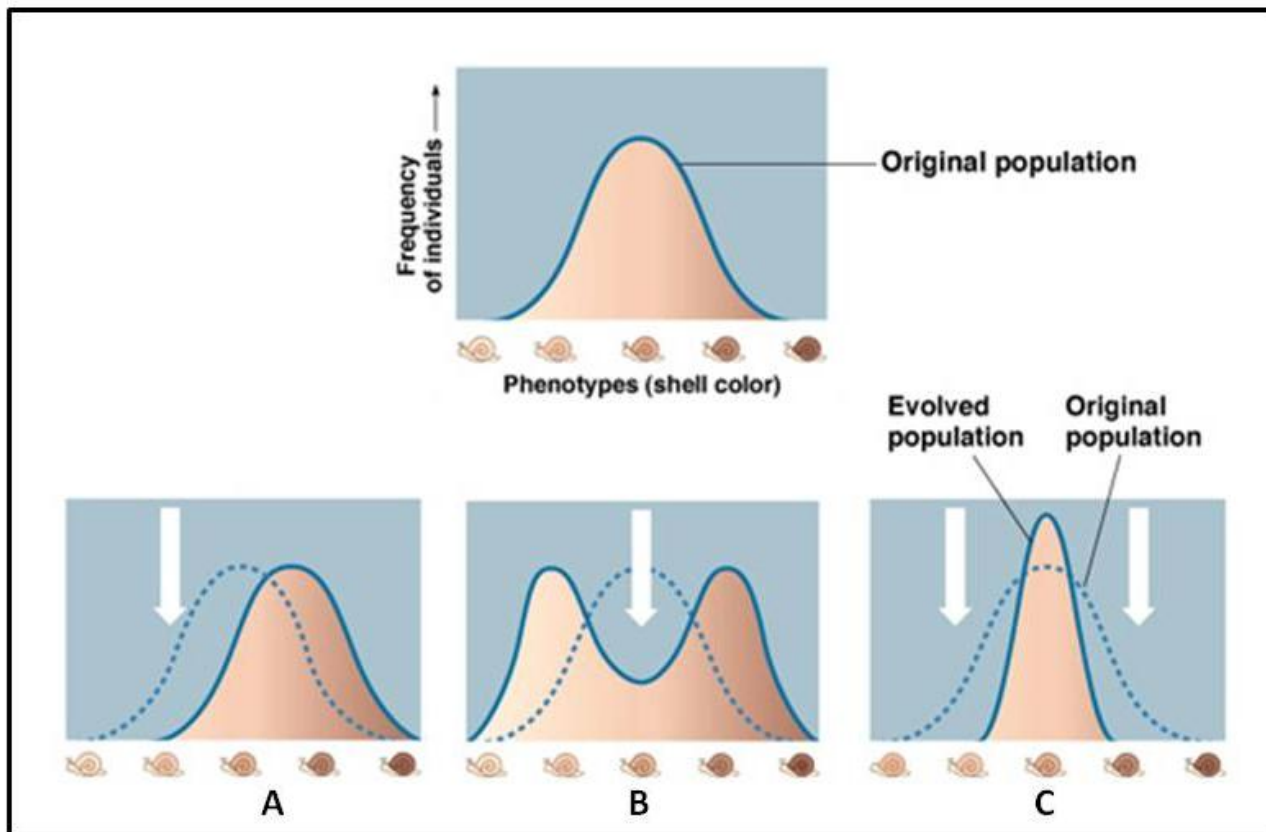 Frequency
of individuals
Original population
Phenotypes (shell color)
Evolved
population
Original
population
A
B
C